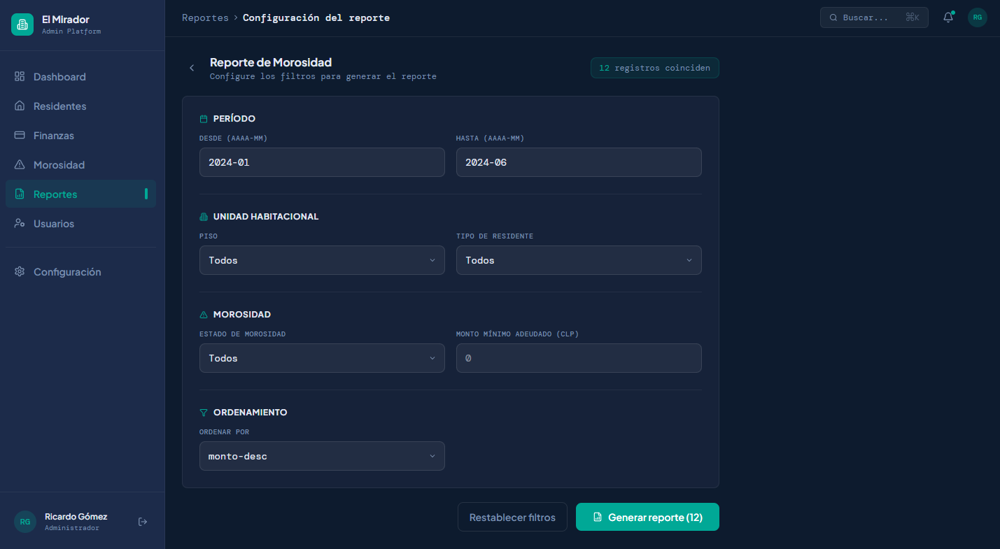 El Mirador
Admin Platform
Dashboard
Residentes
Finanzas
Morosidad
Reportes
Usuarios
Configuración
RG
Ricardo Gómez
Administrador
Reportes › Configuración del reporte
Buscar... ⌘K
RG
Reporte de Morosidad
Configure los filtros para generar el reporte
12 registros coinciden
PERÍODO
DESDE (AAAA-MM)
HASTA (AAAA-MM)
2024-01
2024-06
UNIDAD HABITACIONAL
PISO
TIPO DE RESIDENTE
Todos
Todos
MOROSIDAD
ESTADO DE MOROSIDAD
MONTO MÍNIMO ADEUDADO (CLP)
Todos
0
ORDENAMIENTO
ORDENAR POR
monto-desc
Restablecer filtros
Generar reporte (12)